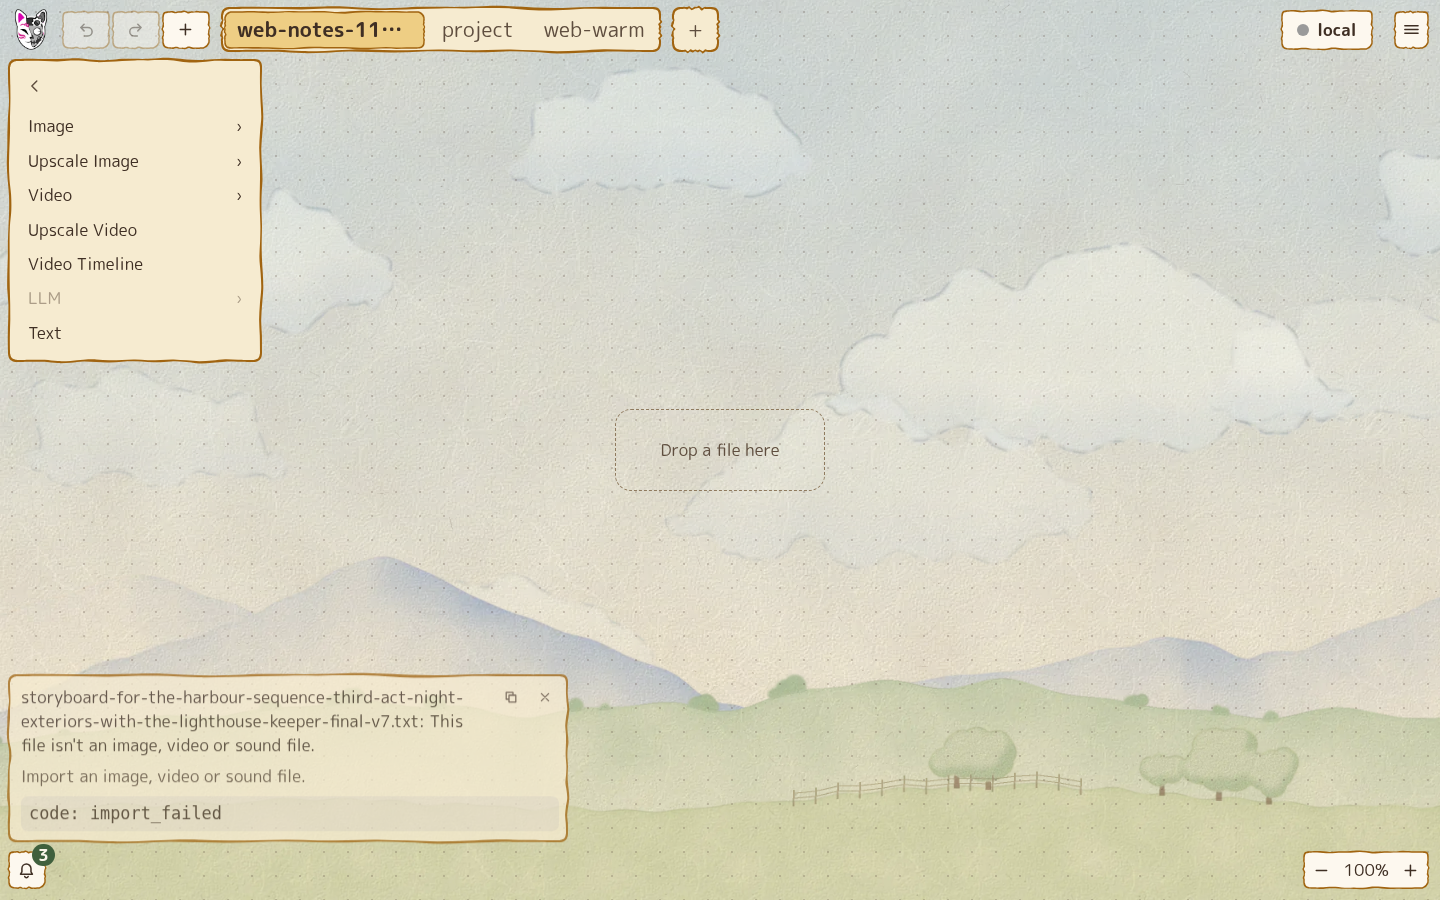 web-notes-11···
project
web-warm
local
Image
Upscale Image
Video
Upscale Video
Video Timeline
LLM
Text
Drop a file here
storyboard-for-the-harbour-sequence-third-act-night-
exteriors-with-the-lighthouse-keeper-final-v7.txt: This
file isn't an image, video or sound file.
Import an image, video or sound file.
code: import_failed
3
100%